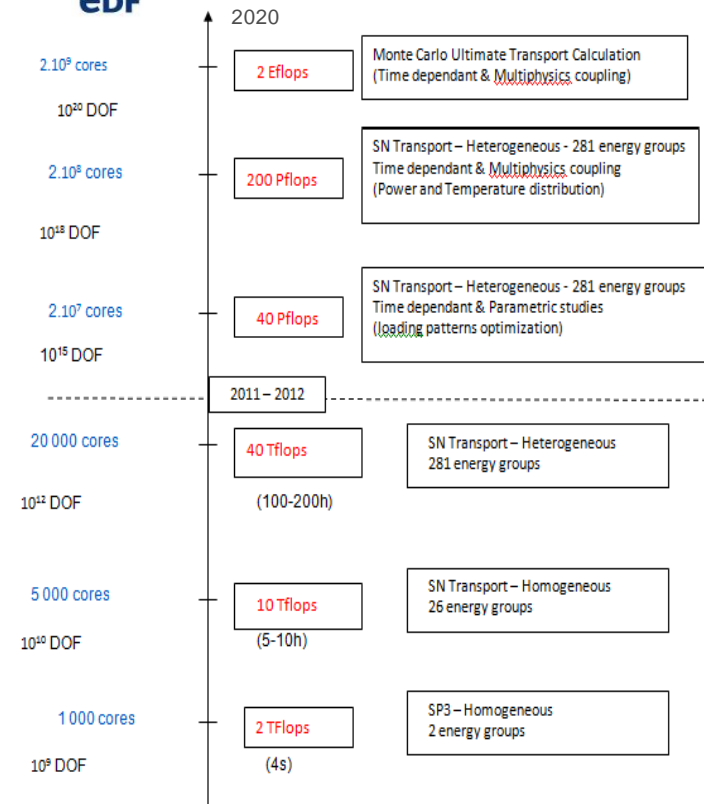 eDF
2020
2.10⁹ cores
2 Eflops
Monte Carlo Ultimate Transport Calculation
(Time dependant & Multiphysics coupling)
10²⁰ DOF
2.10⁸ cores
200 Pflops
SN Transport – Heterogeneous - 281 energy groups
Time dependant & Multiphysics coupling
(Power and Temperature distribution)
10¹⁸ DOF
2.10⁷ cores
40 Pflops
SN Transport – Heterogeneous - 281 energy groups
Time dependant & Parametric studies
(loading patterns optimization)
10¹⁵ DOF
2011 – 2012
20 000 cores
40 Tflops
SN Transport – Heterogeneous
281 energy groups
10¹² DOF
(100-200h)
5 000 cores
10 Tflops
SN Transport – Homogeneous
26 energy groups
10¹⁰ DOF
(5-10h)
1 000 cores
2 TFlops
SP3 – Homogeneous
2 energy groups
10⁹ DOF
(4s)